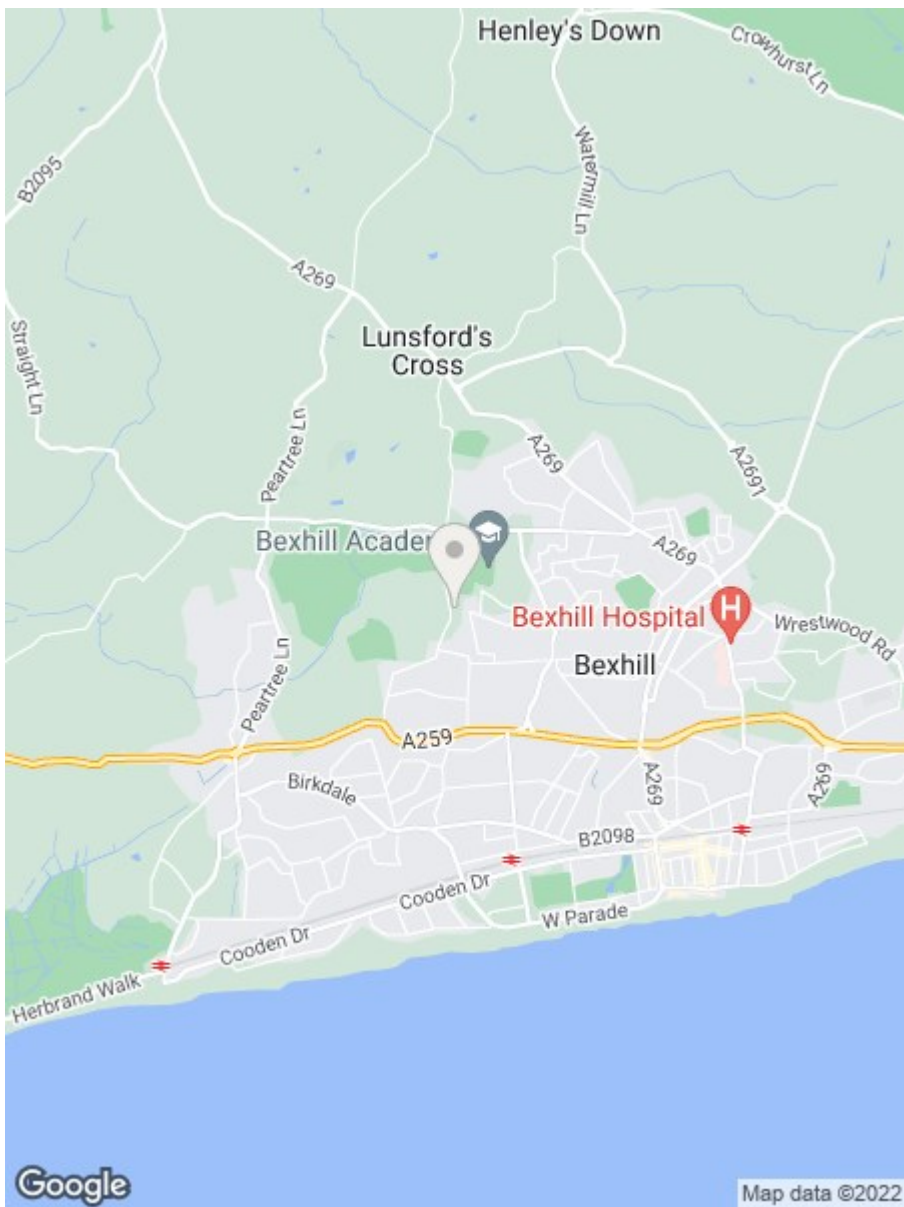 Henley's Down
Crowhurst Ln
B2095
Watermill Ln
A269
Straight Ln
Lunsford's
Cross
Peartree Ln
A269
A2691
Bexhill Acade
A269
Bexhill Hospital
H
Wrestwood Rd
Bexhill
Peartree Ln
A259
Birkdale
A269
A266
B2098
Cooden Dr
W Parade
Cooden Dr
Herbrand Walk
Google
Map data ©2022